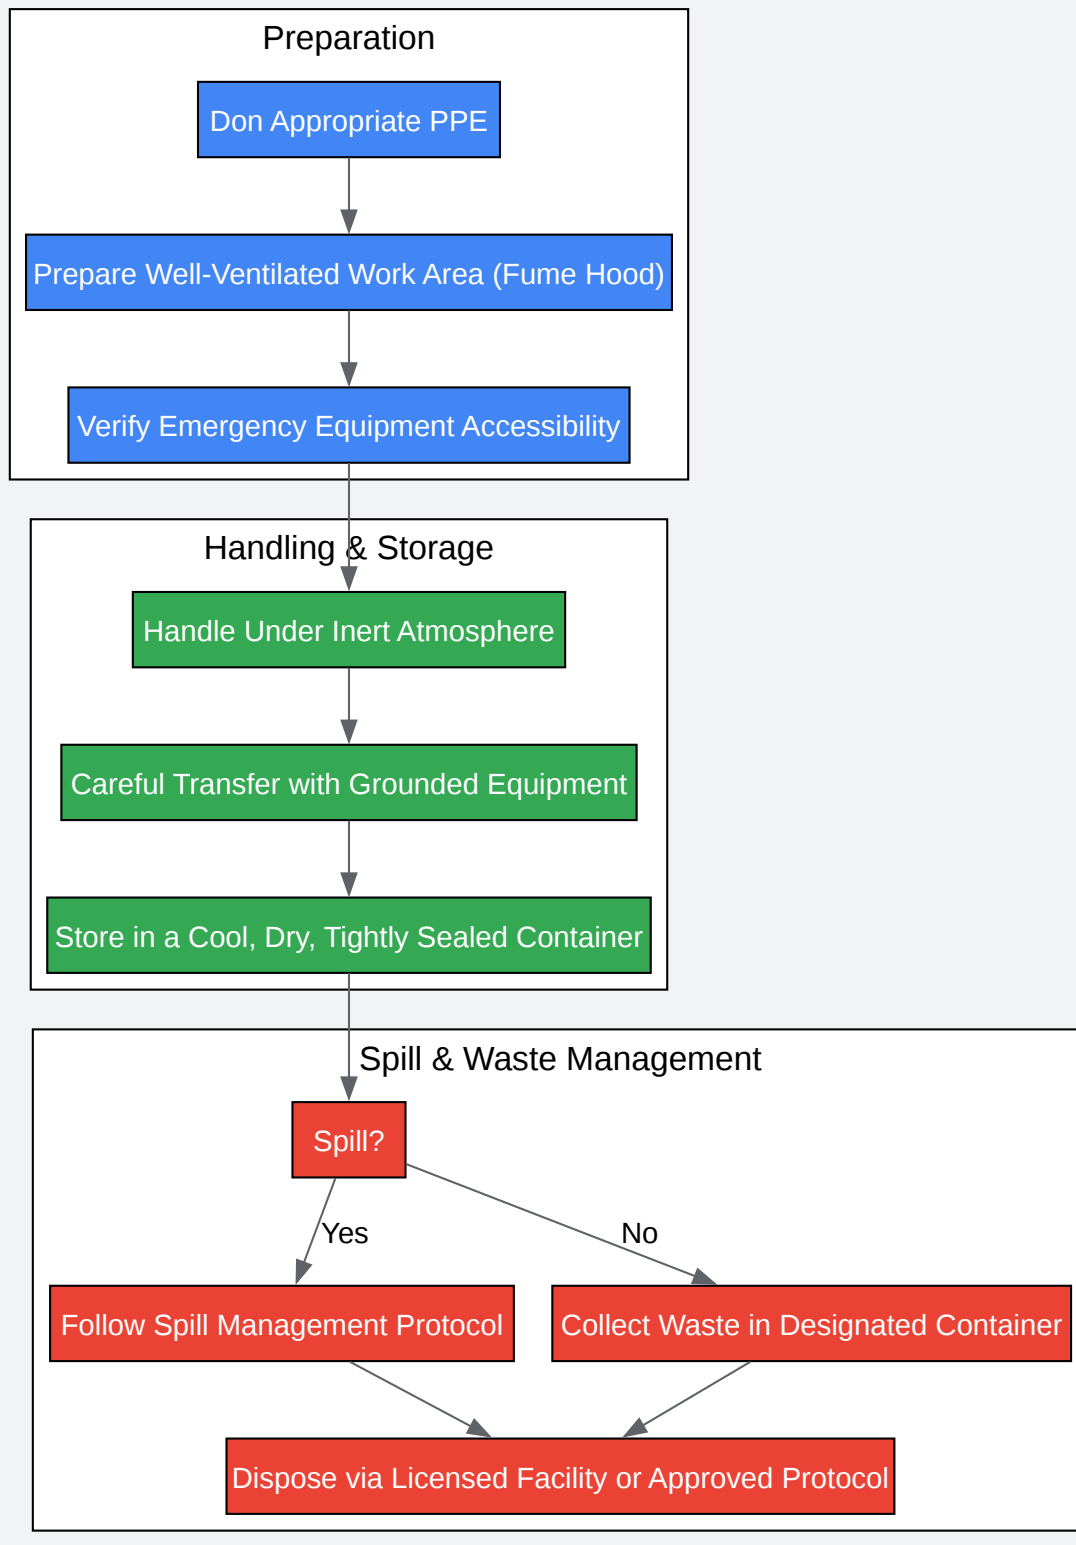 Preparation
Don Appropriate PPE
Prepare Well-Ventilated Work Area (Fume Hood)
Verify Emergency Equipment Accessibility
Handling & Storage
Handle Under Inert Atmosphere
Careful Transfer with Grounded Equipment
Store in a Cool, Dry, Tightly Sealed Container
Spill & Waste Management
Spill?
Yes
No
Follow Spill Management Protocol
Collect Waste in Designated Container
Dispose via Licensed Facility or Approved Protocol